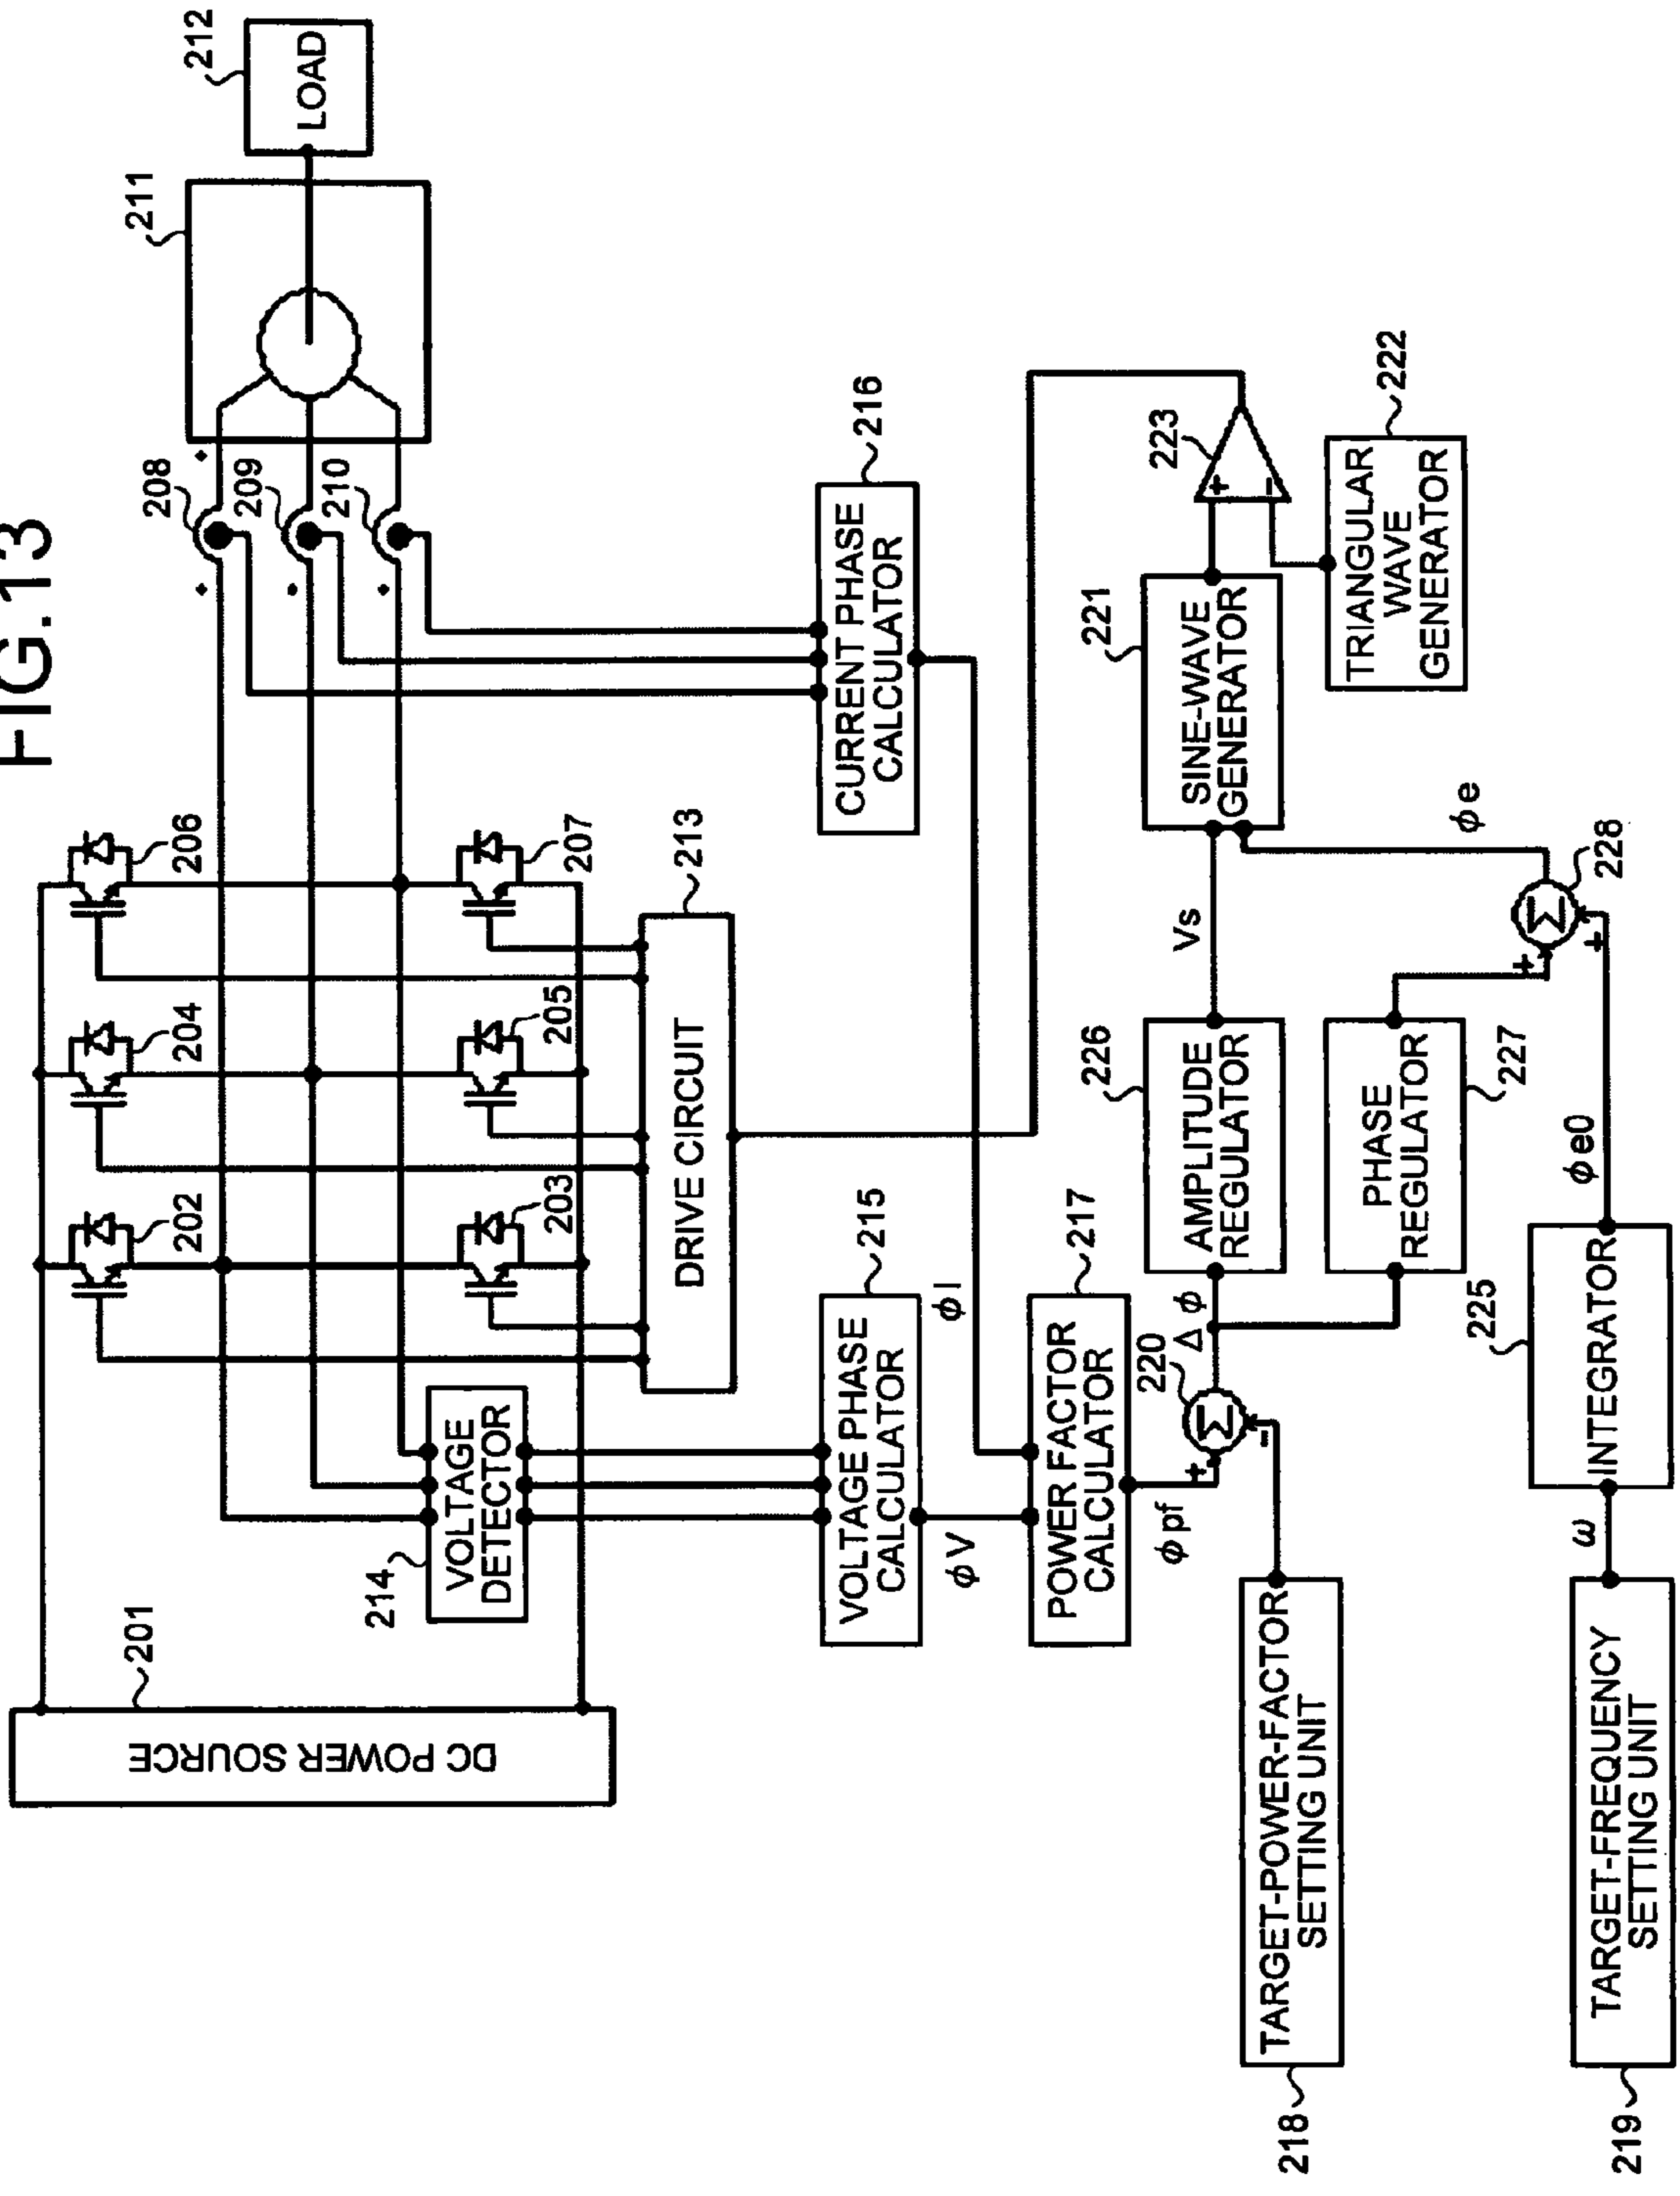 FIG.13
DC POWER SOURCE
201
202
203
204
205
206
207
208
209
210
211
212
LOAD
213
DRIVE CIRCUIT
214
VOLTAGE
DETECTOR
215
VOLTAGE PHASE
CALCULATOR
216
CURRENT PHASE
CALCULATOR
ϕV
ϕI
217
POWER FACTOR
CALCULATOR
ϕpf
+
-
220
Σ
Δϕ
218
TARGET-POWER-FACTOR
SETTING UNIT
226
AMPLITUDE
REGULATOR
Vs
221
SINE-WAVE
GENERATOR
223
+
-
222
TRIANGULAR
WAVE
GENERATOR
227
PHASE
REGULATOR
ϕe
228
Σ
+
+
219
TARGET-FREQUENCY
SETTING UNIT
ω
225
INTEGRATOR
ϕe0